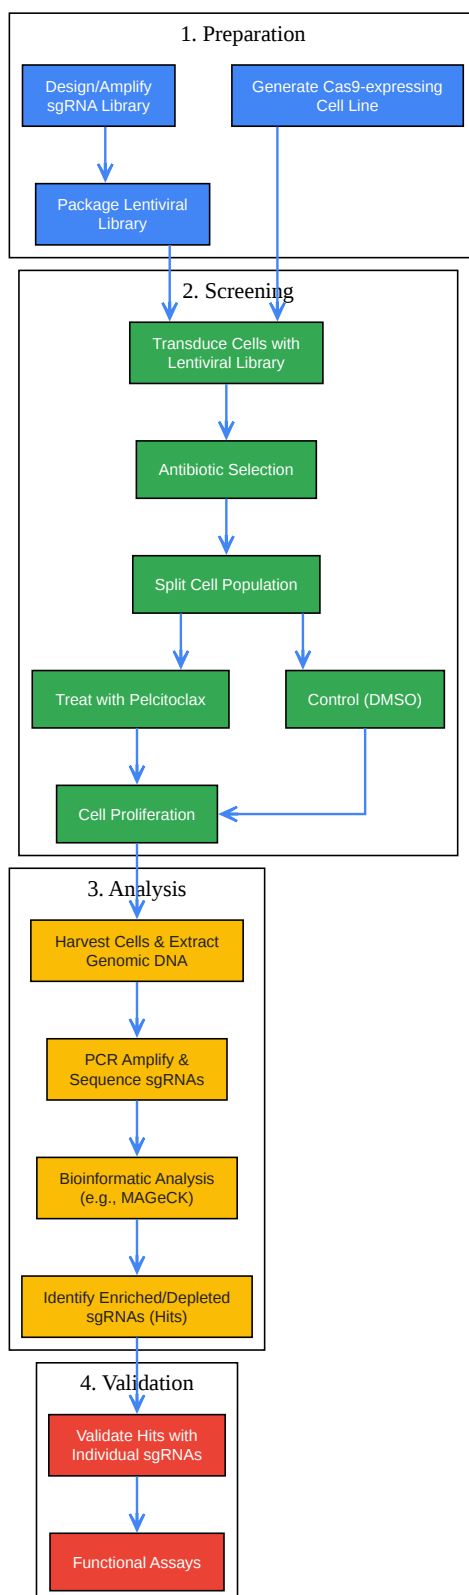 1. Preparation
Design/Amplify
sgRNA Library
Generate Cas9-expressing
Cell Line
Package Lentiviral
Library
2. Screening
Transduce Cells with
Lentiviral Library
Antibiotic Selection
Split Cell Population
Treat with Pelcitoclax
Control (DMSO)
Cell Proliferation
3. Analysis
Harvest Cells & Extract
Genomic DNA
PCR Amplify &
Sequence sgRNAs
Bioinformatic Analysis
(e.g., MAGeCK)
Identify Enriched/Depleted
sgRNAs (Hits)
4. Validation
Validate Hits with
Individual sgRNAs
Functional Assays